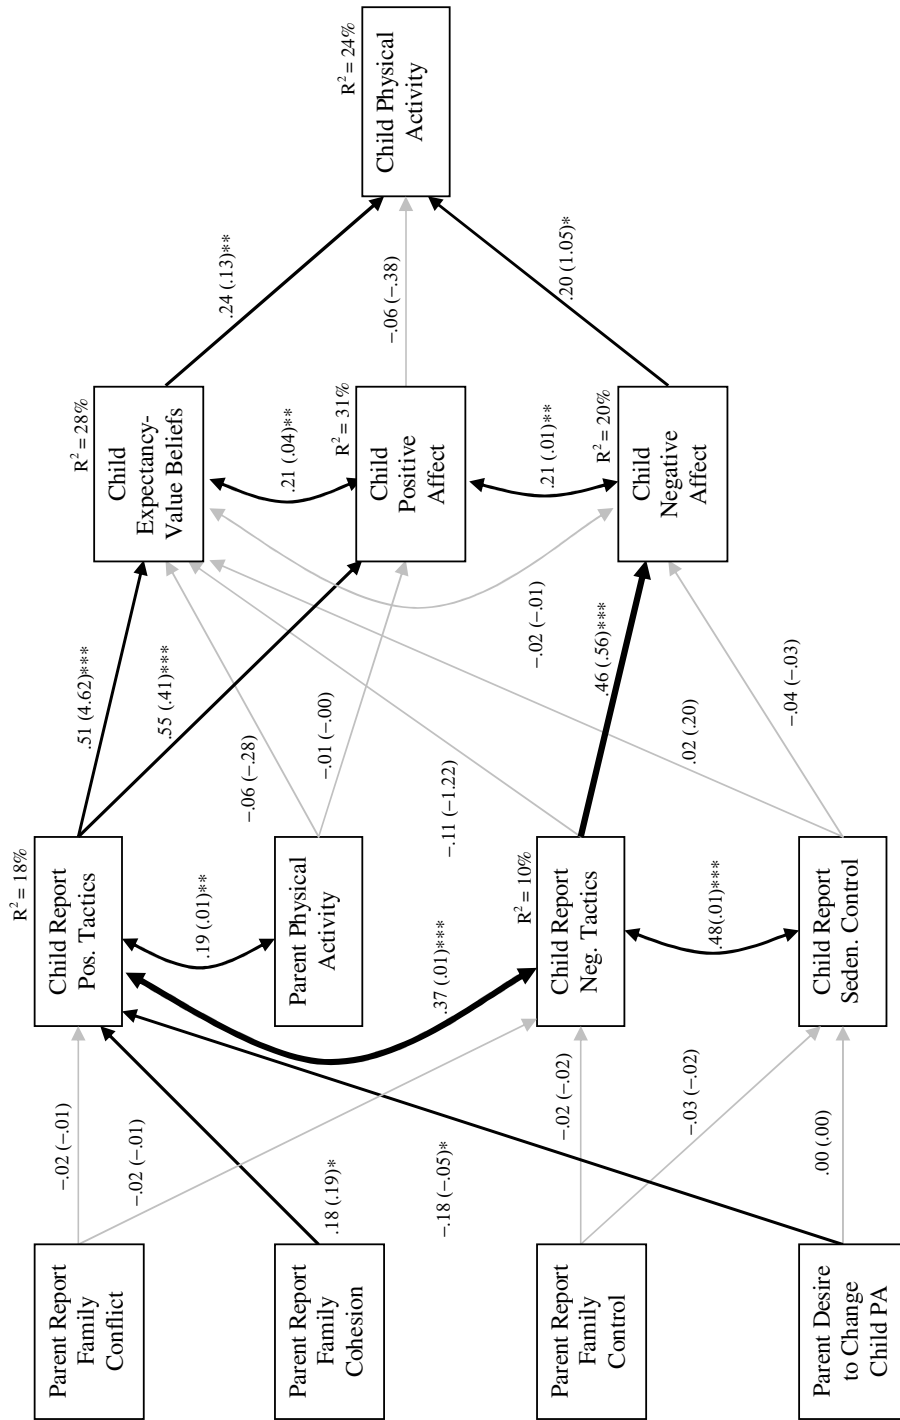 Parent Report
Family
Conflict
Parent Report
Family
Cohesion
Parent Report
Family
Control
Parent Desire
to Change
Child PA
−.02 (−.01)
−.02 (−.01)
.18 (.19)*
−.18 (−.05)*
−.02 (−.02)
−.03 (−.02)
.00 (.00)
R² = 18%
Child Report
Pos. Tactics
.19 (.01)**
Parent Physical
Activity
.37 (.01)***
R² = 10%
Child Report
Neg. Tactics
.48(.01)***
Child Report
Seden. Control
.51 (4.62)***
.55 (.41)***
−.06 (−.28)
−.01 (−.00)
−.11 (−1.22)
−.02 (−.01)
.46 (.56)***
.02 (.20)
−.04 (−.03)
R² = 28%
Child
Expectancy-
Value Beliefs
.21 (.04)**
R² = 31%
Child
Positive
Affect
.21 (.01)**
R² = 20%
Child
Negative
Affect
.24 (.13)**
−.06 (−.38)
.20 (1.05)*
R² = 24%
Child Physical
Activity